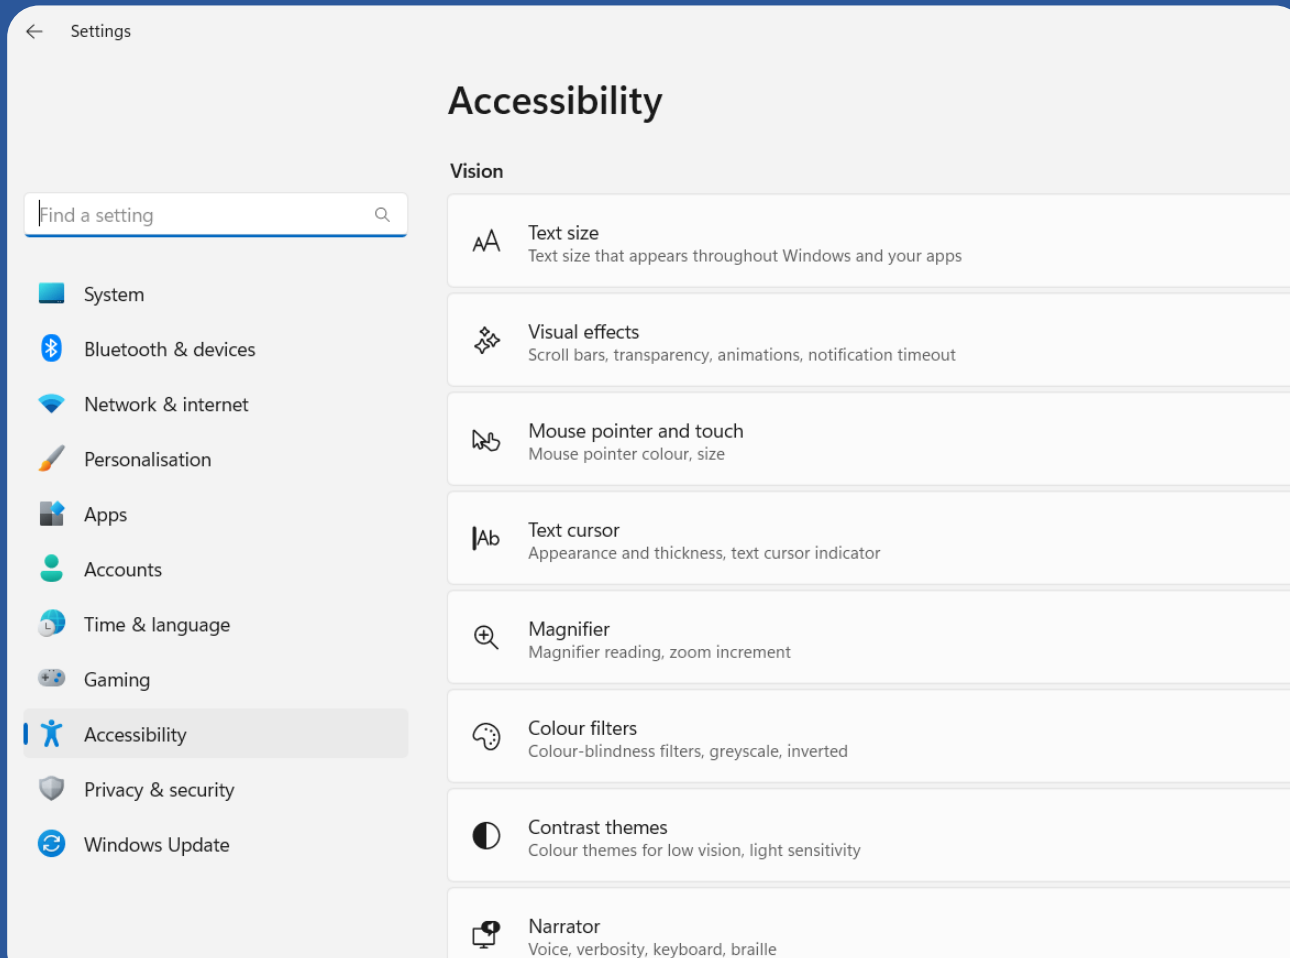 Settings
Accessibility
Vision
Find a setting
Text size
Text size that appears throughout Windows and your apps
System
Visual effects
Scroll bars, transparency, animations, notification timeout
Bluetooth & devices
Network & internet
Mouse pointer and touch
Mouse pointer colour, size
Personalisation
Apps
Text cursor
Appearance and thickness, text cursor indicator
Accounts
Time & language
Magnifier
Magnifier reading, zoom increment
Gaming
Accessibility
Colour filters
Colour-blindness filters, greyscale, inverted
Privacy & security
Contrast themes
Colour themes for low vision, light sensitivity
Windows Update
Narrator
Voice, verbosity, keyboard, braille